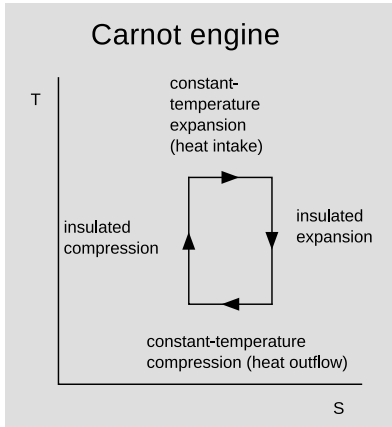 Carnot engine
constant-
temperature
expansion
(heat intake)
T
insulated
compression
insulated
expansion
constant-temperature
compression (heat outflow)
S